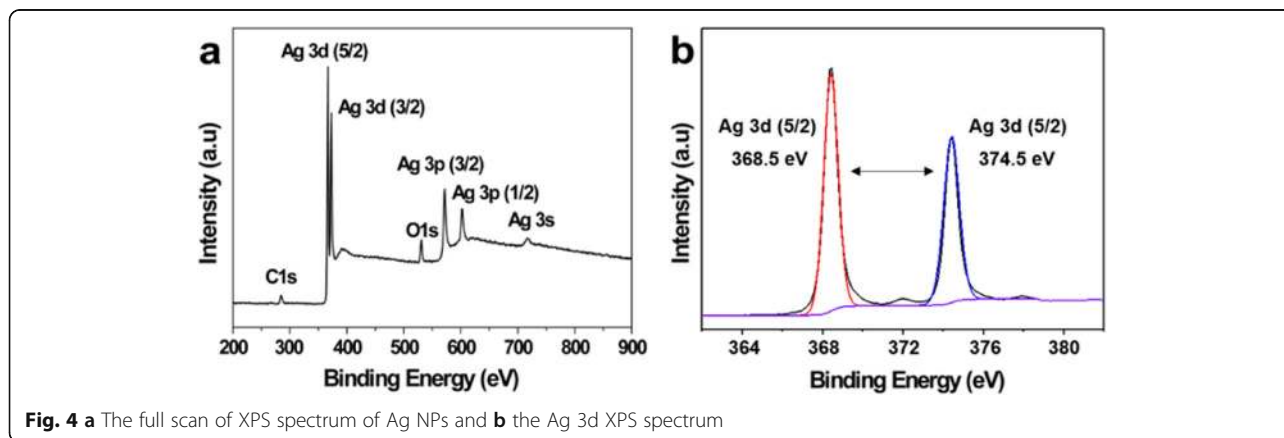 a
Ag 3d (5/2)
Ag 3d (3/2)
Ag 3p (3/2)
Ag 3p (1/2)
Ag 3s
O1s
C1s
Intensity (a.u)
200 300 400 500 600 700 800 900
Binding Energy (eV)
b
Ag 3d (5/2)
368.5 eV
Ag 3d (5/2)
374.5 eV
Intensity (a.u)
364 368 372 376 380
Binding Energy (eV)
Fig. 4 a The full scan of XPS spectrum of Ag NPs and b the Ag 3d XPS spectrum